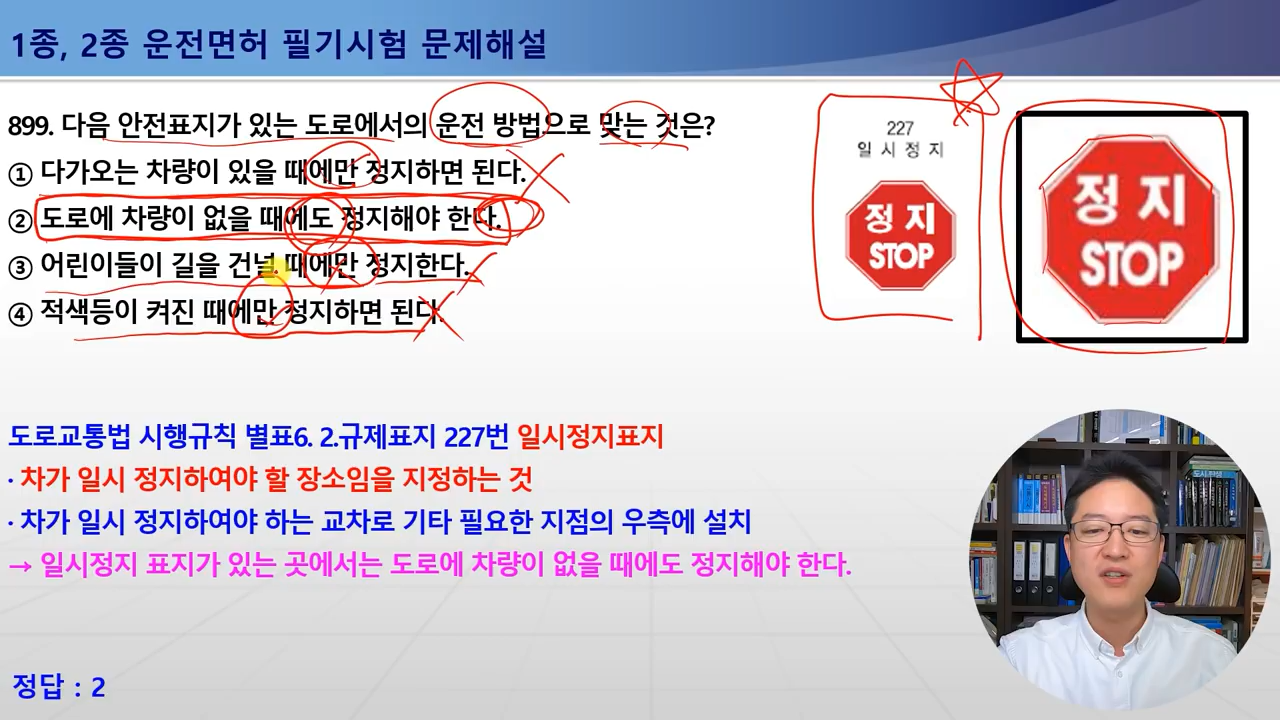 1종, 2종 운전면허 필기시험 문제해설
899. 다음 안전표지가 있는 도로에서의 운전 방법으로 맞는 것은?
① 다가오는 차량이 있을 때에만 정지하면 된다.
② 도로에 차량이 없을 때에도 정지해야 한다.
③ 어린이들이 길을 건널 때에만 정지한다.
④ 적색등이 켜진 때에만 정지하면 된다.
227
일시정지
정지
STOP
정지
STOP
도로교통법 시행규칙 별표6. 2.규제표지 227번 일시정지표지
· 차가 일시 정지하여야 할 장소임을 지정하는 것
· 차가 일시 정지하여야 하는 교차로 기타 필요한 지점의 우측에 설치
→ 일시정지 표지가 있는 곳에서는 도로에 차량이 없을 때에도 정지해야 한다.
정답 : 2